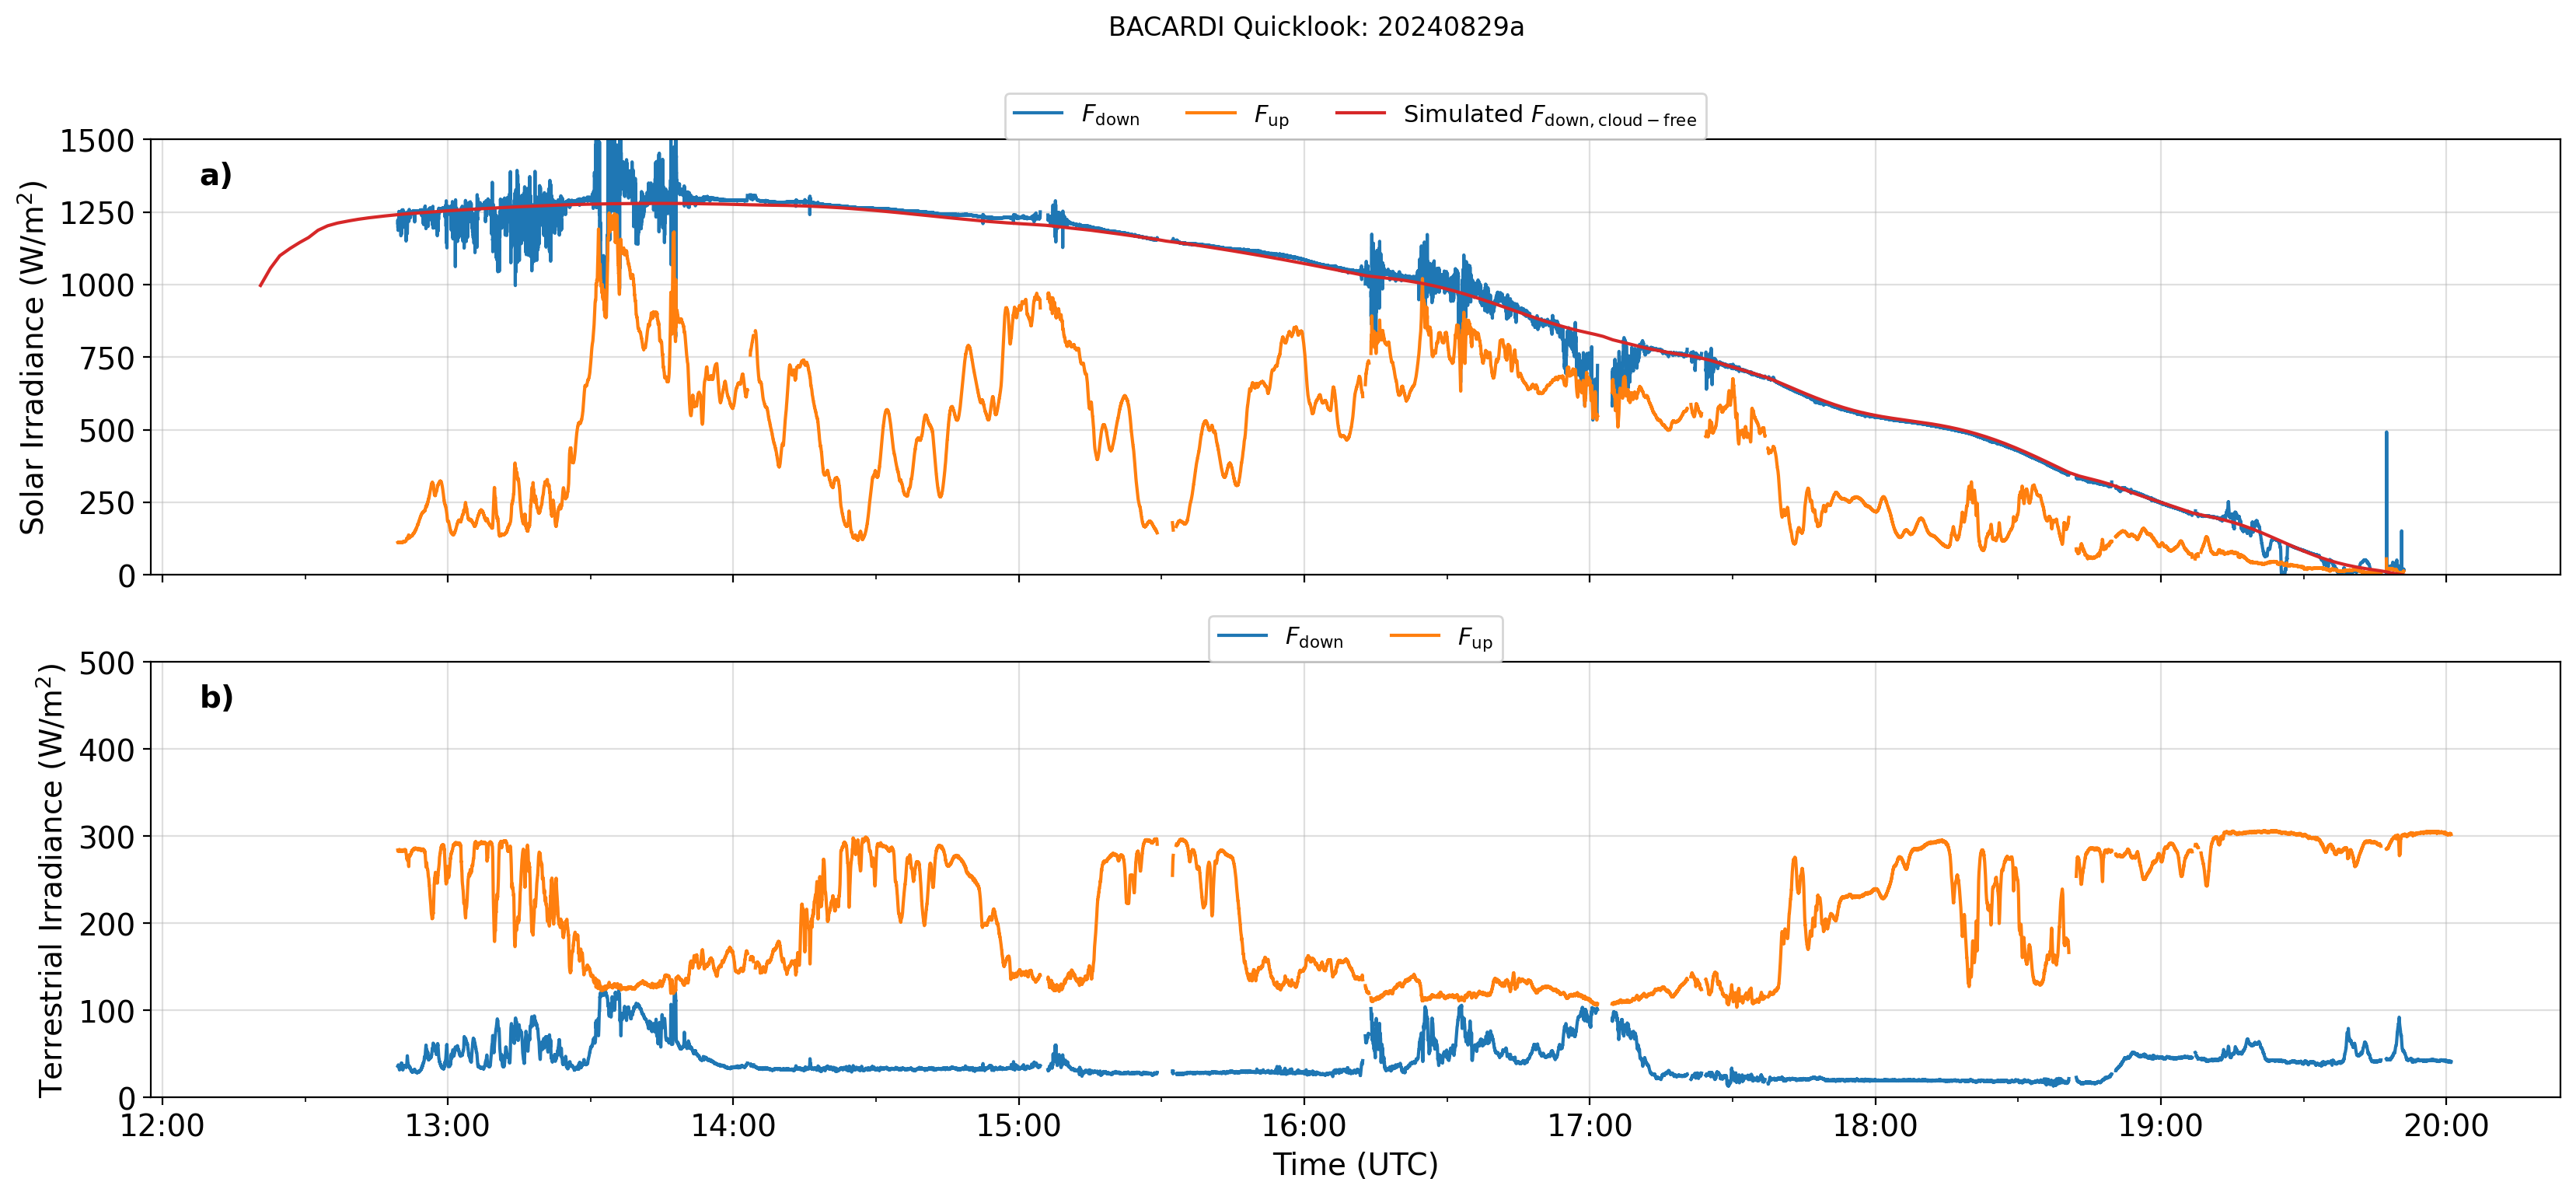 BACARDI Quicklook: 20240829a
F_down F_up Simulated F_down, cloud−free
a)
Solar Irradiance (W/m²)
1500
1250
1000
750
500
250
0
F_down F_up
b)
Terrestrial Irradiance (W/m²)
500
400
300
200
100
0
12:00 13:00 14:00 15:00 16:00 17:00 18:00 19:00 20:00
Time (UTC)